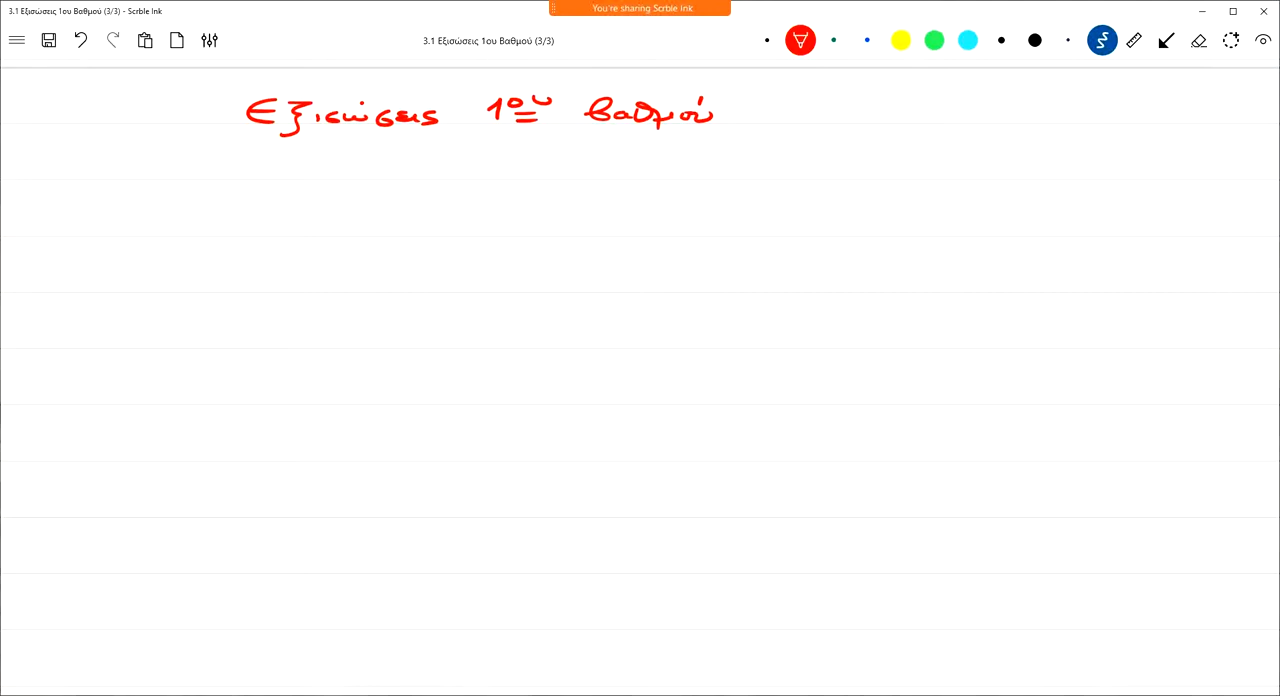 3.1 Εξισώσεις 1ου Βαθμού (3/3) - Scrble Ink
You're sharing Scrble Ink
3.1 Εξισώσεις 1ου Βαθμού (3/3)
Εξισώσεις 1ου βαθμού